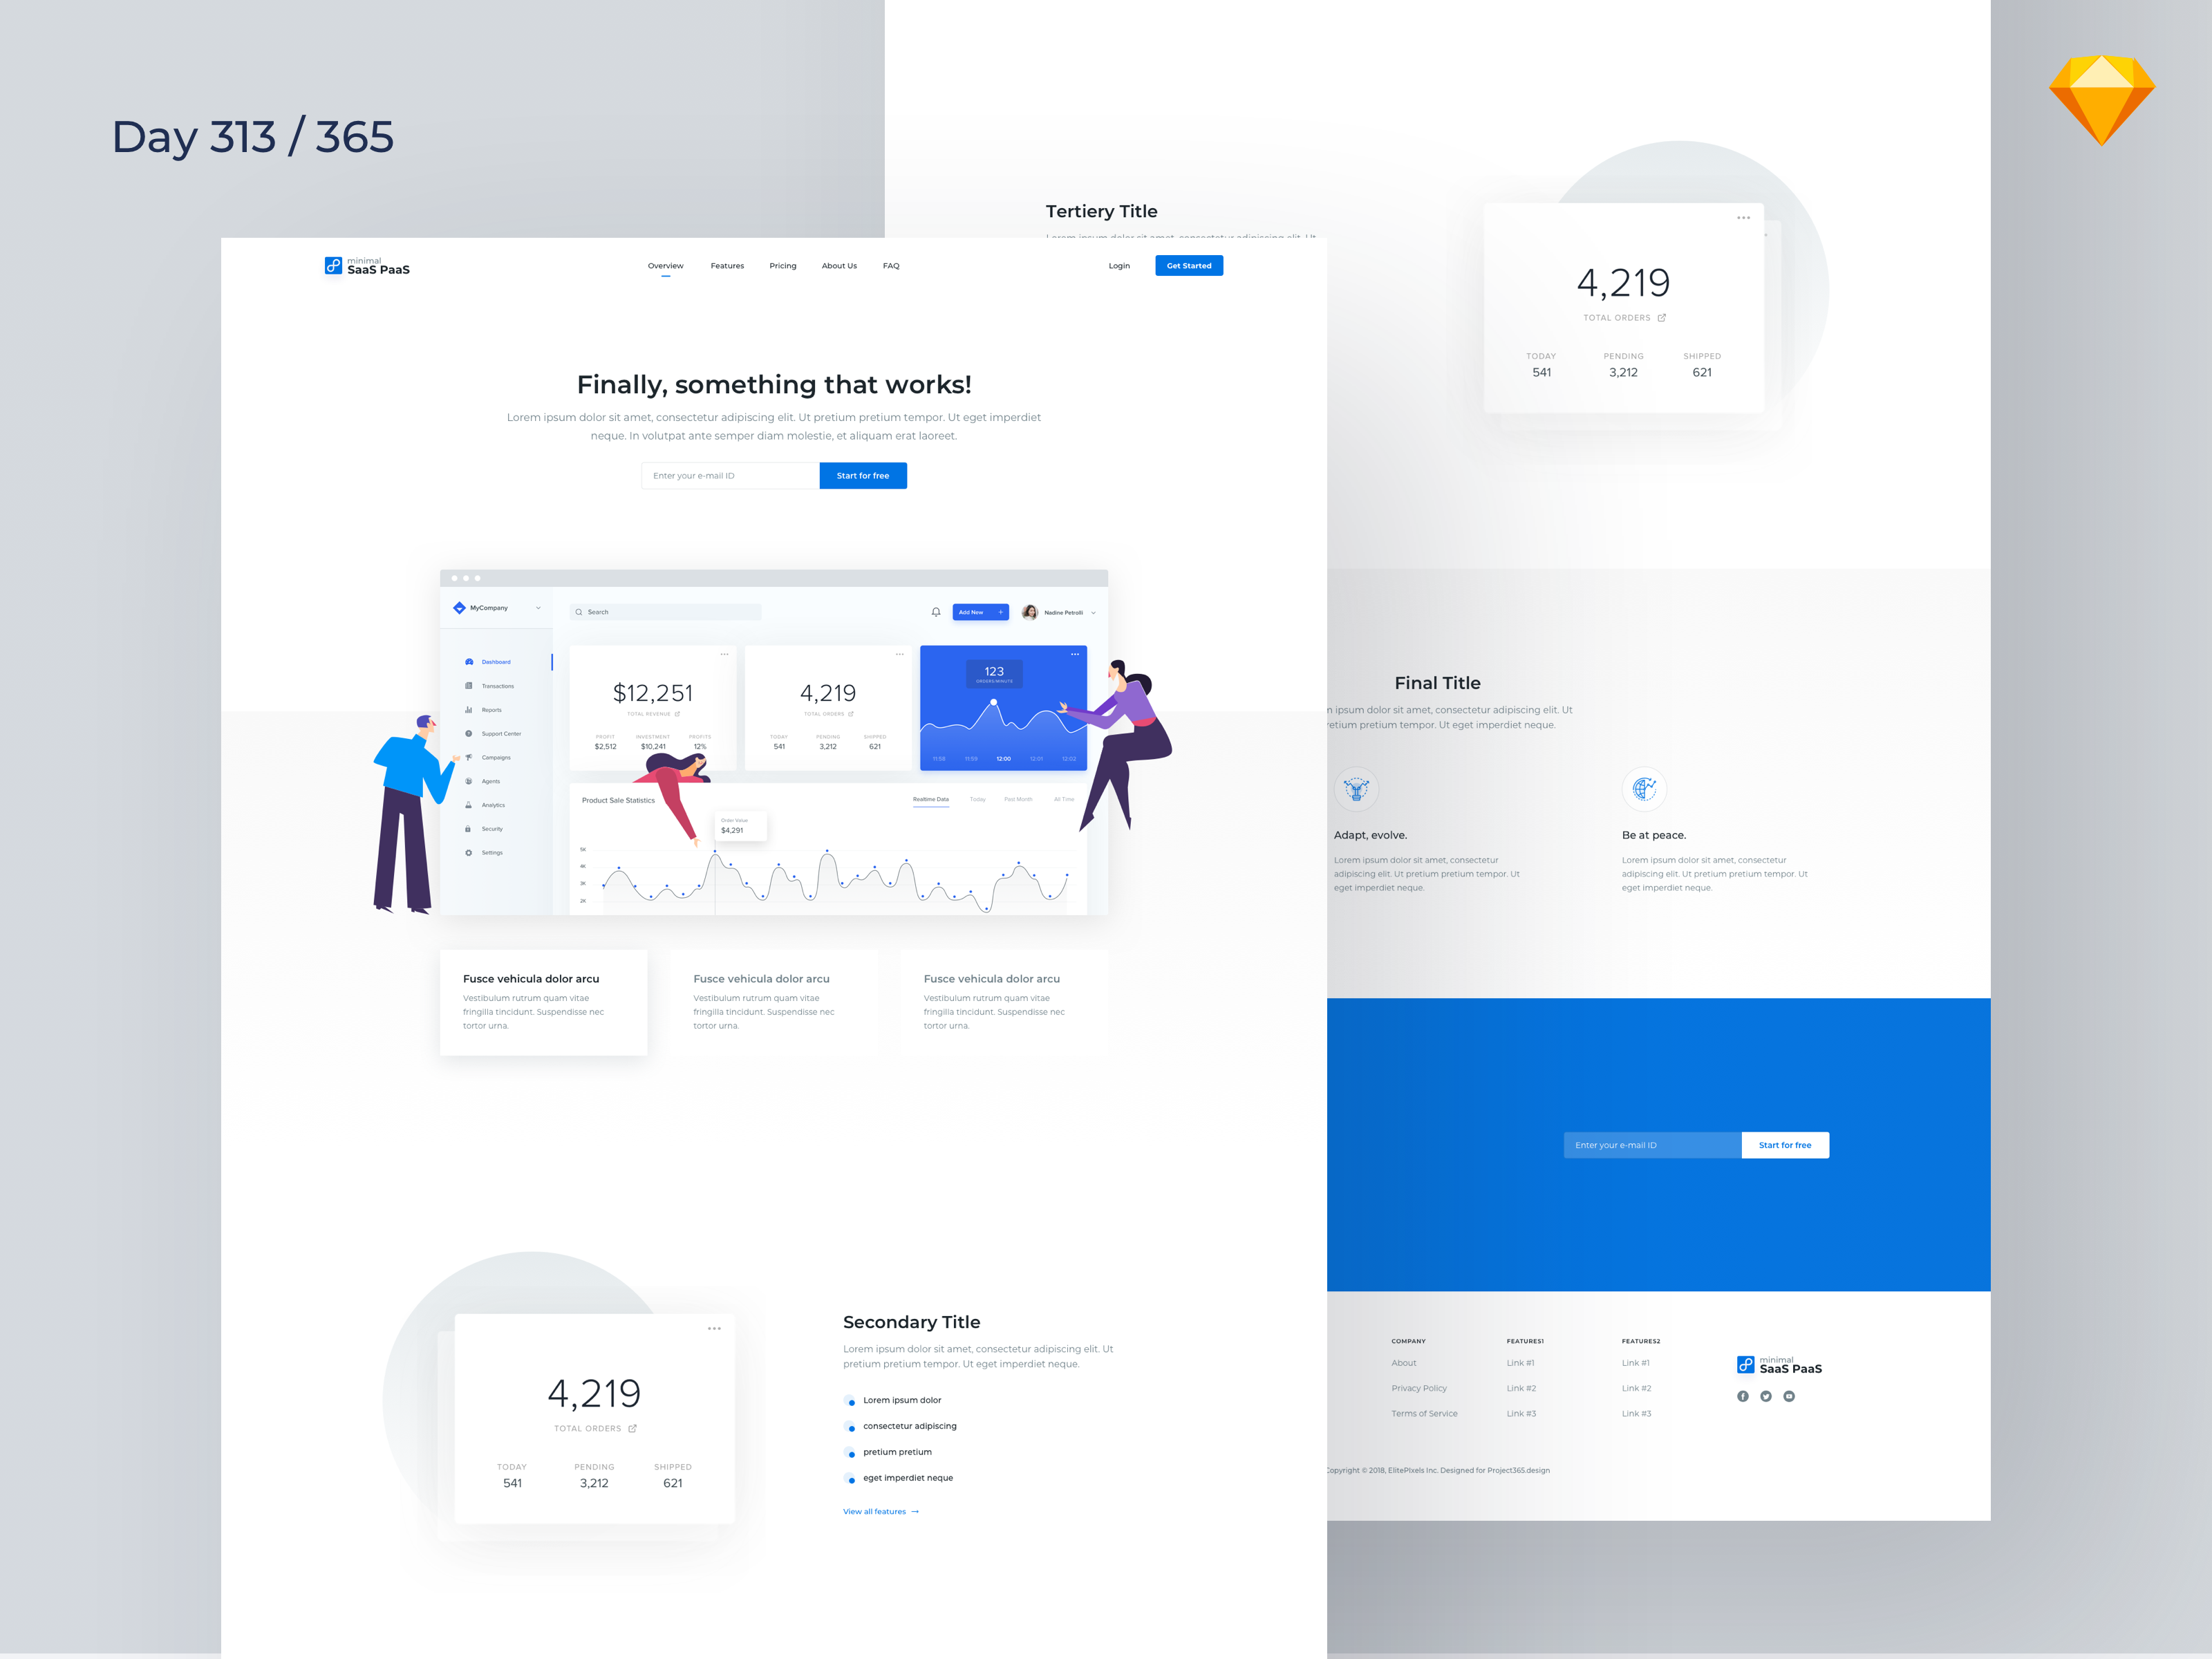 Day 313 / 365
minimal
SaaS PaaS
Overview
Features
Pricing
About Us
FAQ
Login
Get Started
Finally, something that works!
Lorem ipsum dolor sit amet, consectetur adipiscing elit. Ut pretium pretium tempor. Ut eget imperdiet
neque. In volutpat ante semper diam molestie, et aliquam erat laoreet.
Enter your e-mail ID
Start for free
MyCompany
Search
Add New +
Nadine Petrolli
Dashboard
Transactions
Reports
Support Center
Campaigns
Agents
Analytics
Security
Settings
$12,251
TOTAL REVENUE
PROFIT INVESTMENT PROFITS
$2,512 $10,241 12%
4,219
TOTAL ORDERS
TODAY PENDING SHIPPED
541 3,212 621
123
ORDERS/MINUTE
11:58 11:59 12:00 12:01 12:02
Product Sale Statistics
Realtime Data Today Past Month All Time
Order Value
$4,291
5K
4K
3K
2K
Fusce vehicula dolor arcu
Vestibulum rutrum quam vitae
fringilla tincidunt. Suspendisse nec
tortor urna.
Fusce vehicula dolor arcu
Vestibulum rutrum quam vitae
fringilla tincidunt. Suspendisse nec
tortor urna.
Fusce vehicula dolor arcu
Vestibulum rutrum quam vitae
fringilla tincidunt. Suspendisse nec
tortor urna.
4,219
TOTAL ORDERS
TODAY PENDING SHIPPED
541 3,212 621
Secondary Title
Lorem ipsum dolor sit amet, consectetur adipiscing elit. Ut
pretium pretium tempor. Ut eget imperdiet neque.
Lorem ipsum dolor
consectetur adipiscing
pretium pretium
eget imperdiet neque
View all features →
Tertiery Title
Lorem ipsum dolor sit amet, consectetur adipiscing elit. Ut
4,219
TOTAL ORDERS
TODAY PENDING SHIPPED
541 3,212 621
Final Title
ipsum dolor sit amet, consectetur adipiscing elit. Ut
pretium tempor. Ut eget imperdiet neque.
Adapt, evolve.
Lorem ipsum dolor sit amet, consectetur
adipiscing elit. Ut pretium pretium tempor. Ut
eget imperdiet neque.
Be at peace.
Lorem ipsum dolor sit amet, consectetur
adipiscing elit. Ut pretium pretium tempor. Ut
eget imperdiet neque.
Enter your e-mail ID
Start for free
COMPANY
About
Privacy Policy
Terms of Service
FEATURES1
Link #1
Link #2
Link #3
FEATURES2
Link #1
Link #2
Link #3
minimal
SaaS PaaS
Copyright © 2018, ElitePixels Inc. Designed for Project365.design